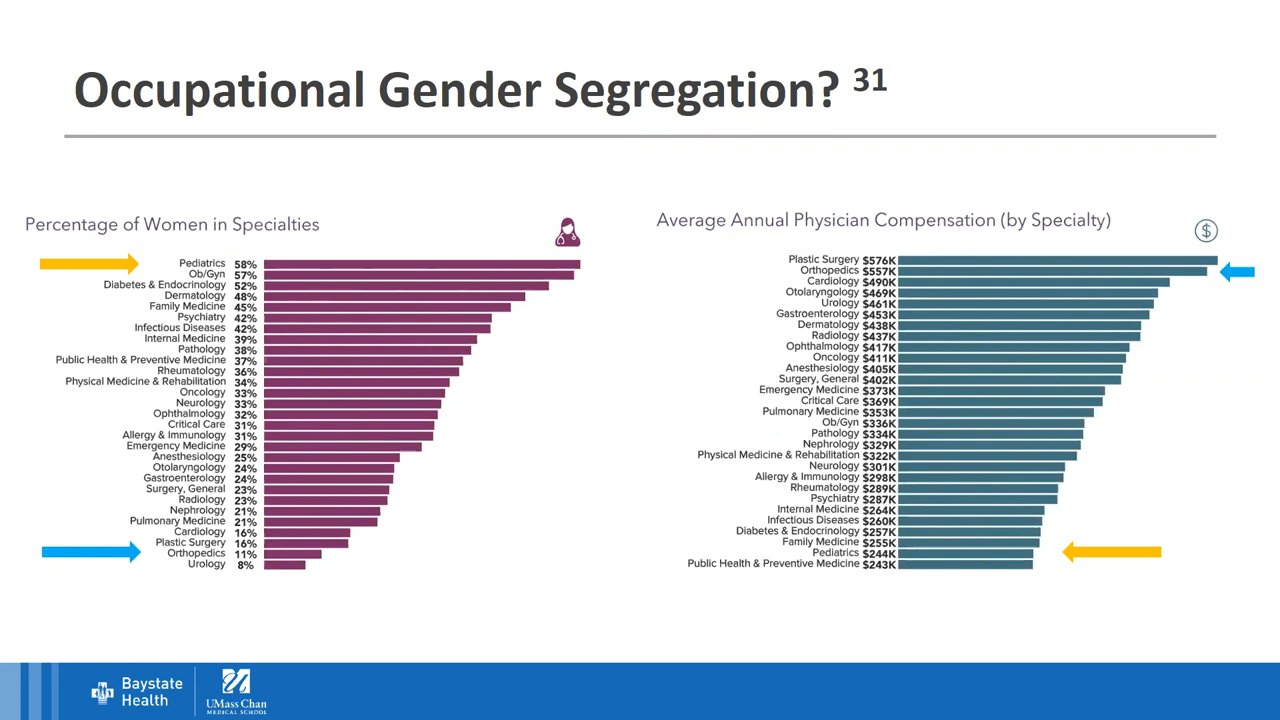 Occupational Gender Segregation? 31
Percentage of Women in Specialties
Pediatrics 58%
Ob/Gyn 57%
Diabetes & Endocrinology 52%
Dermatology 48%
Family Medicine 45%
Psychiatry 42%
Infectious Diseases 42%
Internal Medicine 39%
Pathology 38%
Public Health & Preventive Medicine 37%
Rheumatology 36%
Physical Medicine & Rehabilitation 34%
Oncology 33%
Neurology 33%
Ophthalmology 32%
Critical Care 31%
Allergy & Immunology 31%
Emergency Medicine 29%
Anesthesiology 25%
Otolaryngology 24%
Gastroenterology 24%
Surgery, General 23%
Radiology 23%
Nephrology 21%
Pulmonary Medicine 21%
Cardiology 16%
Plastic Surgery 16%
Orthopedics 11%
Urology 8%
Average Annual Physician Compensation (by Specialty)
$
Plastic Surgery $576K
Orthopedics $557K
Cardiology $490K
Otolaryngology $469K
Urology $461K
Gastroenterology $453K
Dermatology $438K
Radiology $437K
Ophthalmology $417K
Oncology $411K
Anesthesiology $405K
Surgery, General $402K
Emergency Medicine $373K
Critical Care $369K
Pulmonary Medicine $353K
Ob/Gyn $336K
Pathology $334K
Nephrology $329K
Physical Medicine & Rehabilitation $322K
Neurology $301K
Allergy & Immunology $298K
Rheumatology $289K
Psychiatry $287K
Internal Medicine $264K
Infectious Diseases $260K
Diabetes & Endocrinology $257K
Family Medicine $255K
Pediatrics $244K
Public Health & Preventive Medicine $243K
Baystate
Health
UMass Chan
MEDICAL SCHOOL